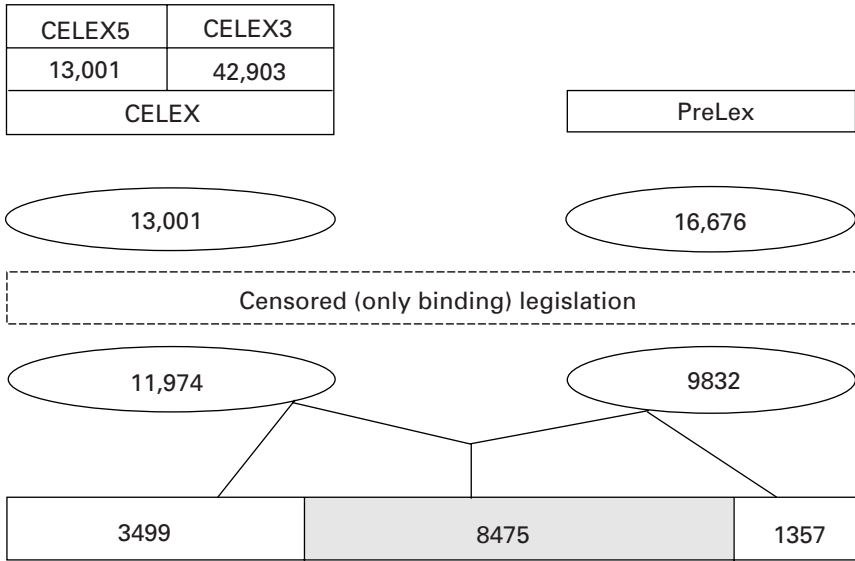 CELEX5 CELEX3
13,001 42,903
CELEX
PreLex
13,001 16,676
Censored (only binding) legislation
11,974 9832
3499 8475 1357